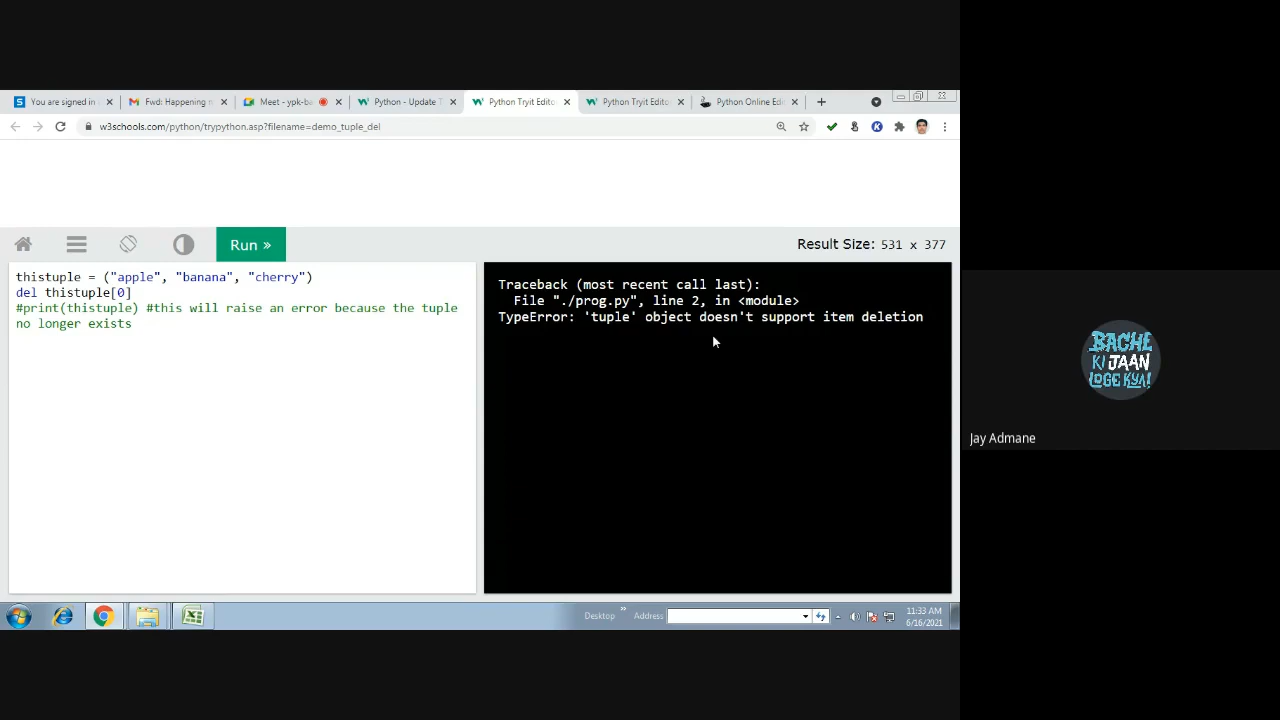 You are signed in
Fwd: Happening n
Meet - ypk-ba
Python - Update T
Python Tryit Editor
Python Tryit Editor
Python Online Edi
w3schools.com/python/trypython.asp?filename=demo_tuple_del
Run »
Result Size: 531 x 377
thistuple = ("apple", "banana", "cherry")
del thistuple[0]
#print(thistuple) #this will raise an error because the tuple
no longer exists
Traceback (most recent call last):
File "./prog.py", line 2, in <module>
TypeError: 'tuple' object doesn't support item deletion
BACHE
KI JAAN
LOGE KYA!
Jay Admane
Desktop
»
Address
11:33 AM
6/16/2021